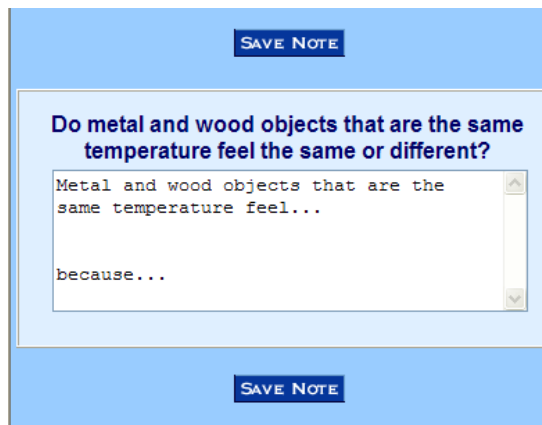 SAVE NOTE
Do metal and wood objects that are the same
temperature feel the same or different?
Metal and wood objects that are the
same temperature feel...
because...
SAVE NOTE